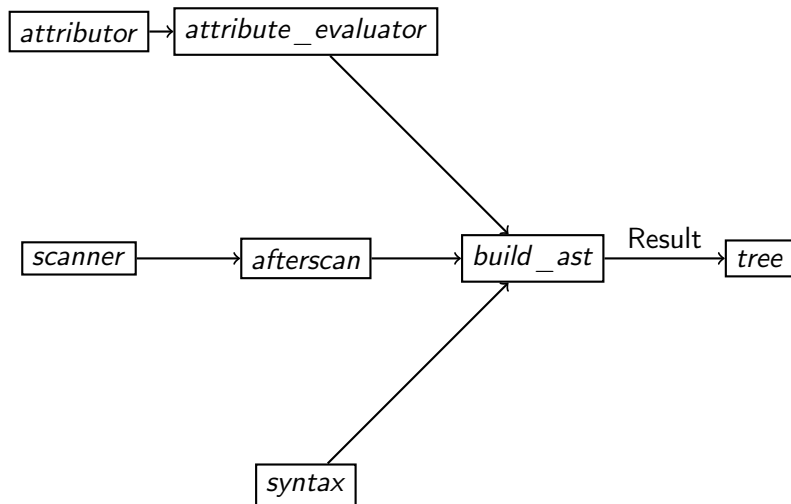 attributor
attribute_evaluator
scanner
afterscan
build_ast
Result
tree
syntax